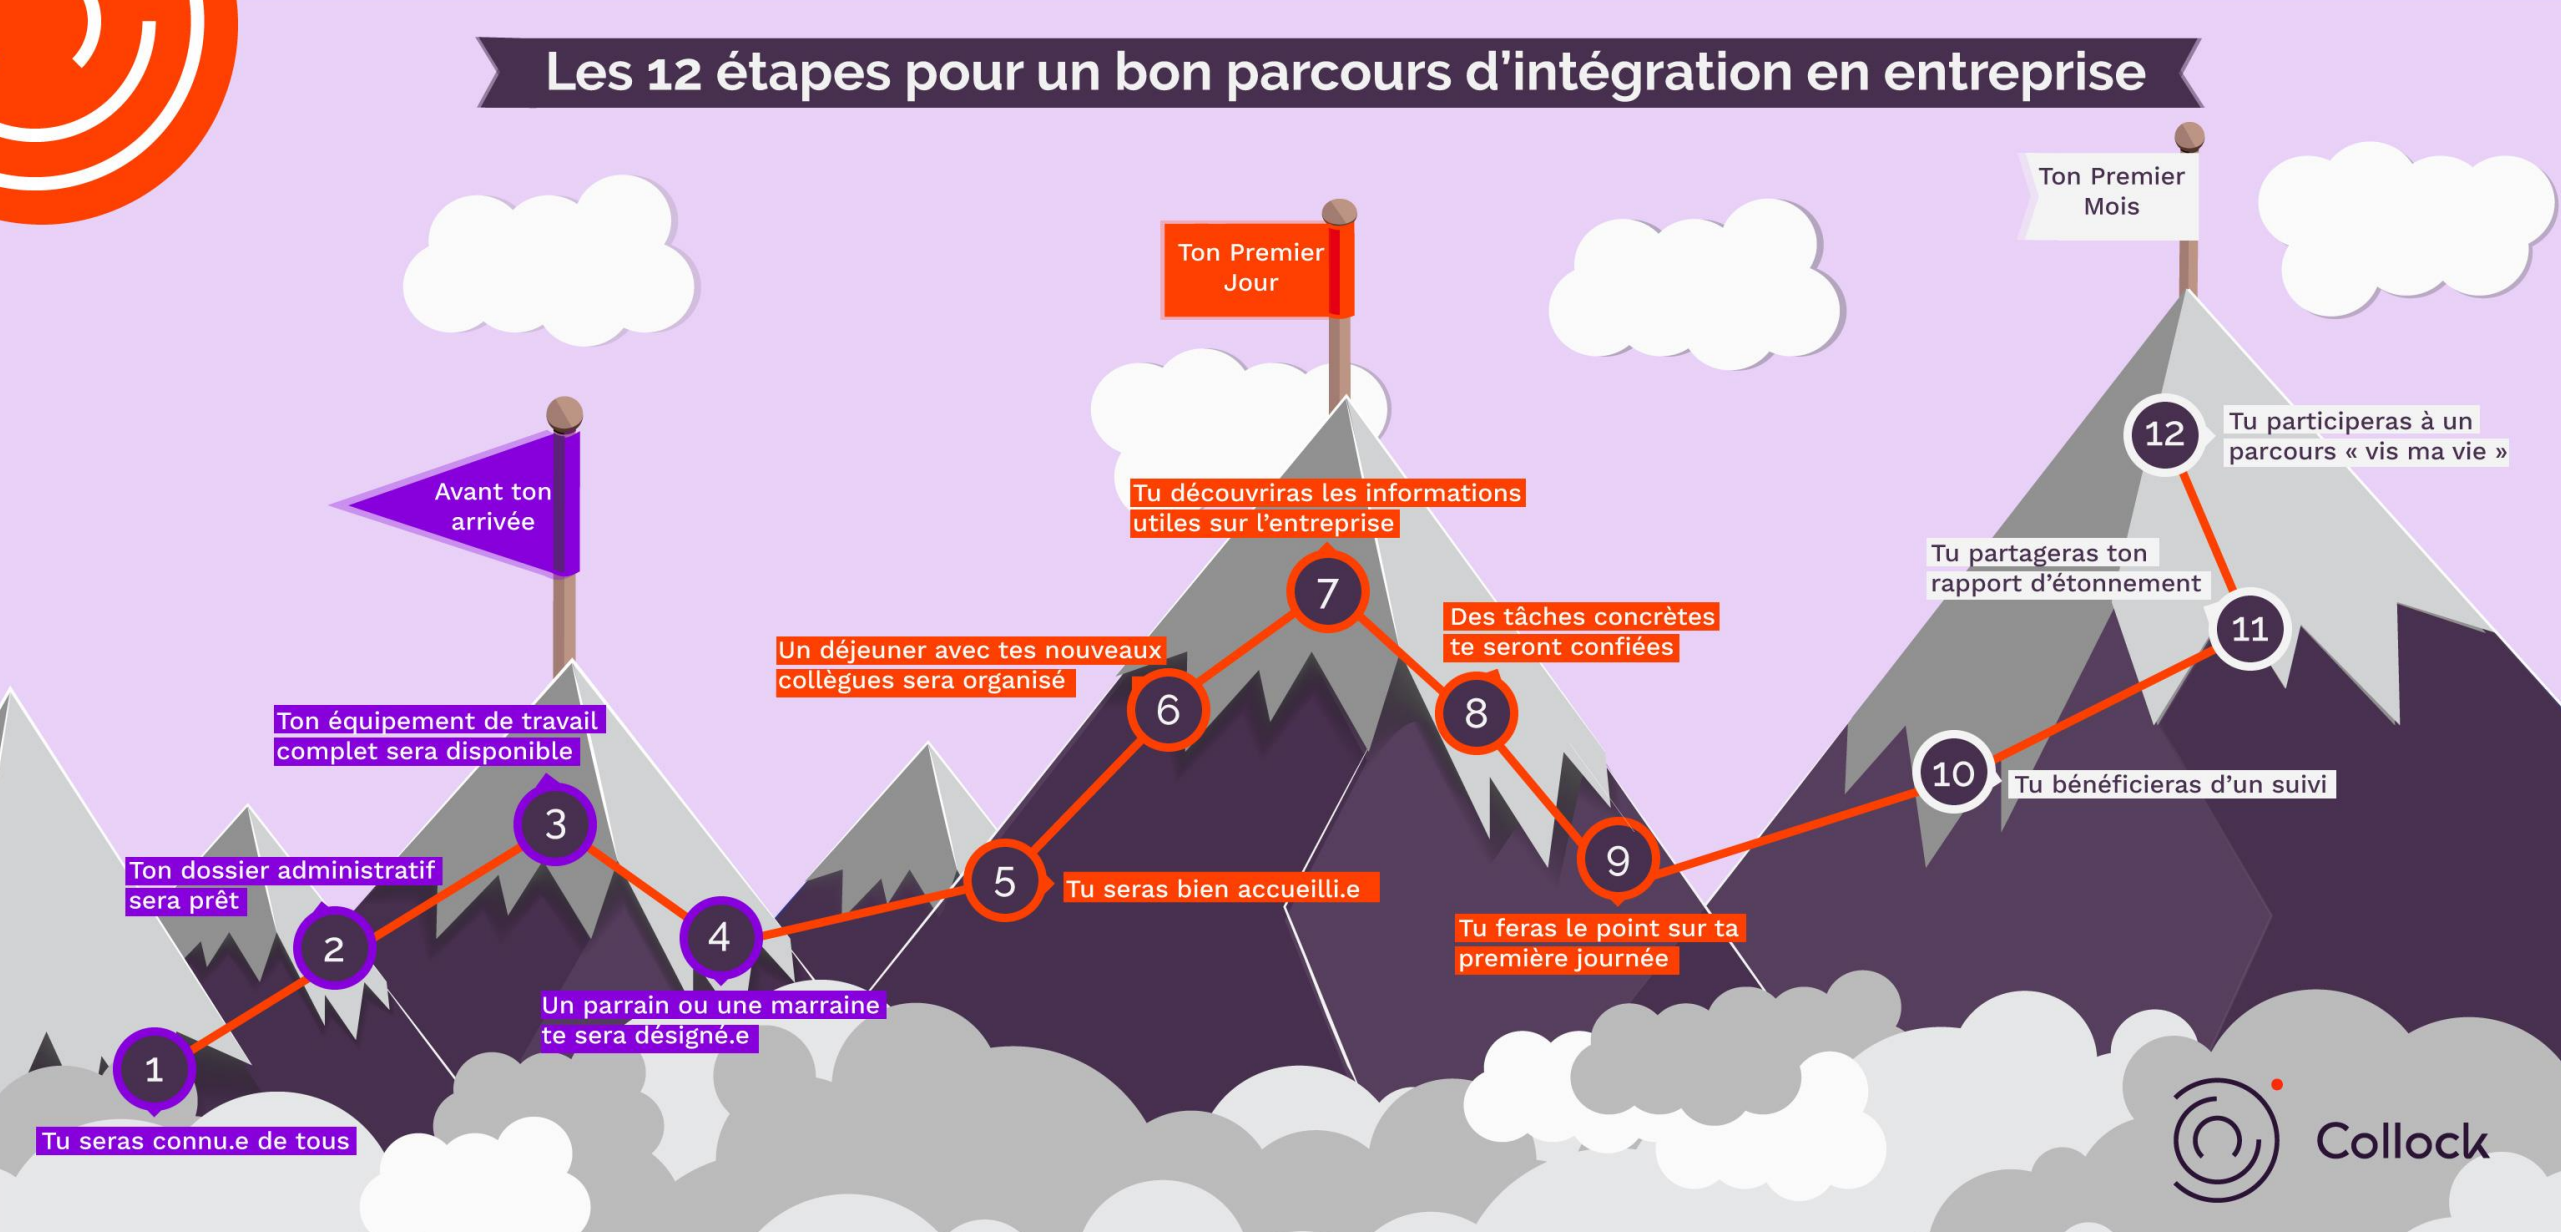 Les 12 étapes pour un bon parcours d'intégration en entreprise
Avant ton
arrivée
1
Tu seras connu.e de tous
2
Ton dossier administratif
sera prêt
3
Ton équipement de travail
complet sera disponible
4
Un parrain ou une marraine
te sera désigné.e
Ton Premier
Jour
5
Tu seras bien accueilli.e
6
Un déjeuner avec tes nouveaux
collègues sera organisé
7
Tu découvriras les informations
utiles sur l'entreprise
8
Des tâches concrètes
te seront confiées
9
Tu feras le point sur ta
première journée
Ton Premier
Mois
10
Tu bénéficieras d'un suivi
11
Tu partageras ton
rapport d'étonnement
12
Tu participeras à un
parcours « vis ma vie »
Collock